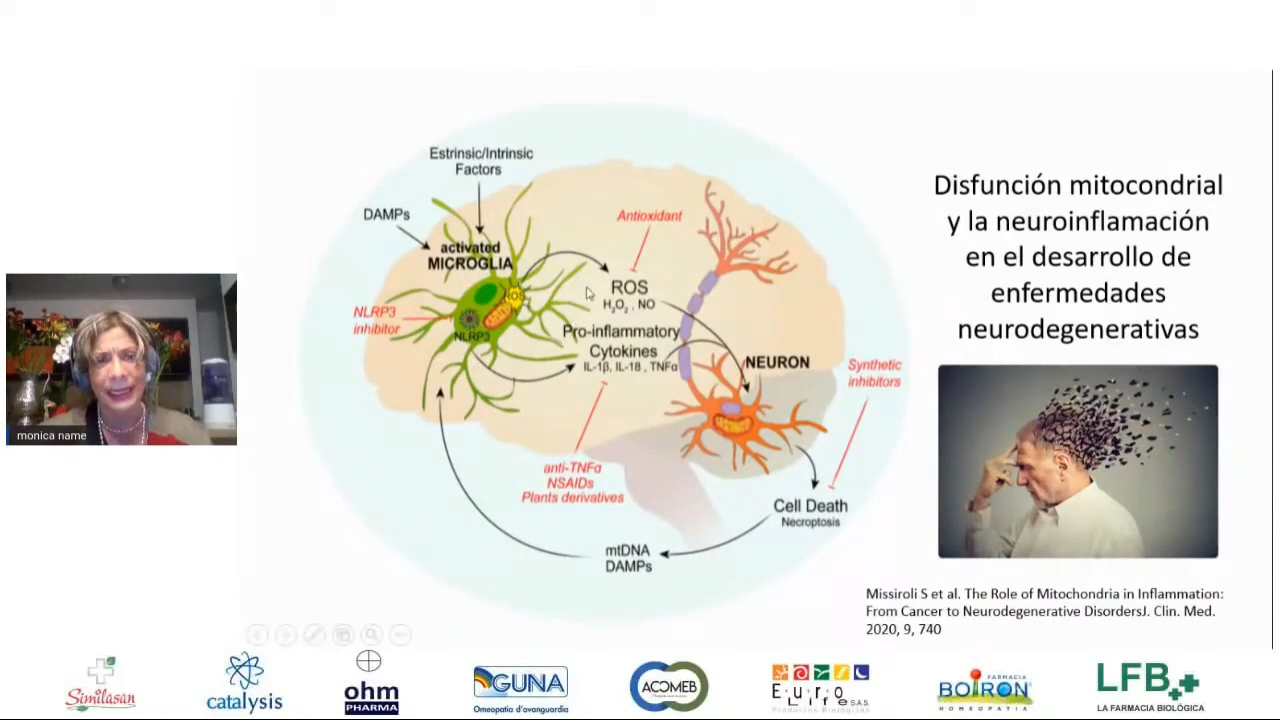 Estrinsic/Intrinsic
Factors
DAMPs
activated
MICROGLIA
Antioxidant
ROS
ROS
H₂O₂ , NO
NLRP3
inhibitor
NLRP3
Pro-inflammatory
Cytokines
IL-1β, IL-18 , TNFα
NEURON
Synthetic
inhibitors
anti-TNFα
NSAIDs
Plants derivatives
Cell Death
Necroptosis
mtDNA
DAMPs
Disfunción mitocondrial
y la neuroinflamación
en el desarrollo de
enfermedades
neurodegenerativas
monica name
Missiroli S et al. The Role of Mitochondria in Inflammation:
From Cancer to Neurodegenerative DisordersJ. Clin. Med.
2020, 9, 740
Similasan
catalysis
ohm
PHARMA
GUNA
Omeopatia d'avanguardia
ACOMEB
Euro
Life S.A.S.
Productos Biológicos
FARMACIA
BOIRON
HOMEOPATIA
LFB
LA FARMACIA BIOLÓGICA